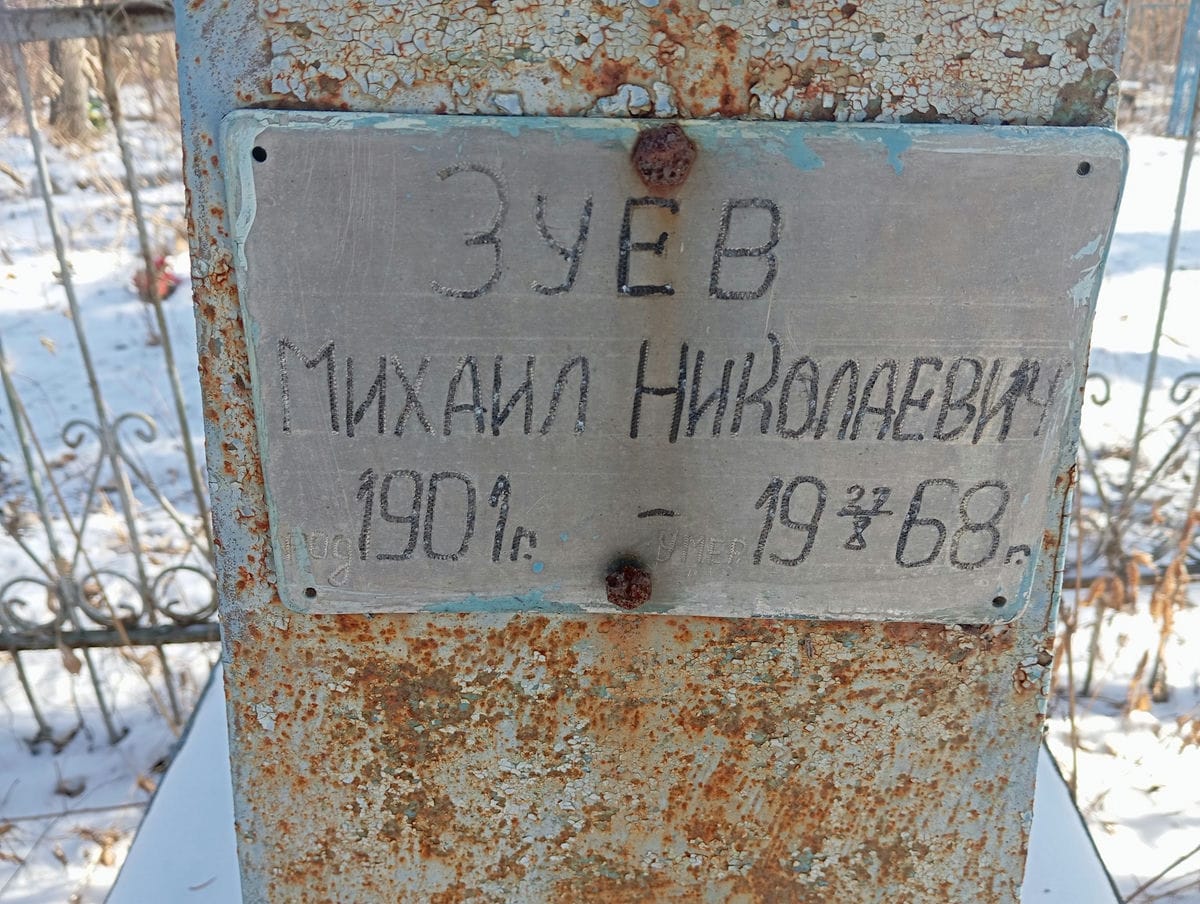 ЗУЕВ
МИХАИЛ НИКОЛАЕВИЧ
род 1901г. - умер 19 27/8 68г.